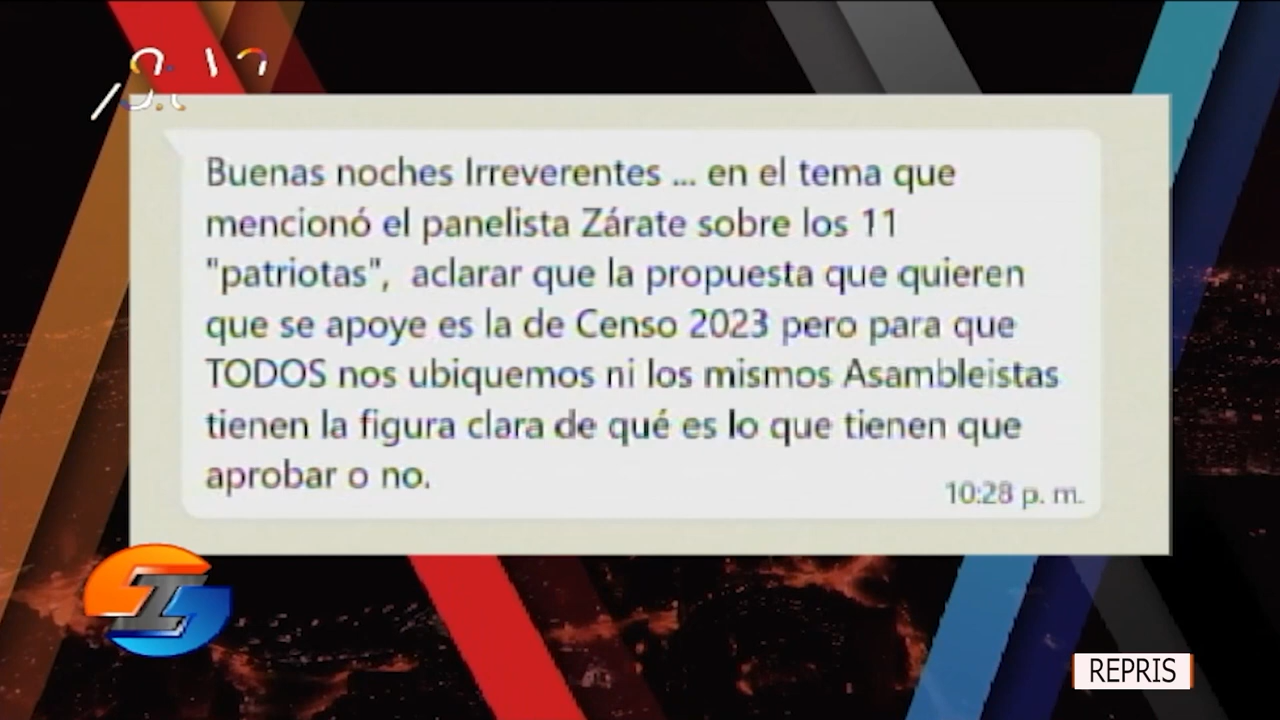 Buenas noches Irreverentes ... en el tema que
mencionó el panelista Zárate sobre los 11
"patriotas", aclarar que la propuesta que quieren
que se apoye es la de Censo 2023 pero para que
TODOS nos ubiquemos ni los mismos Asambleistas
tienen la figura clara de qué es lo que tienen que
aprobar o no.
10:28 p. m.
REPRIS